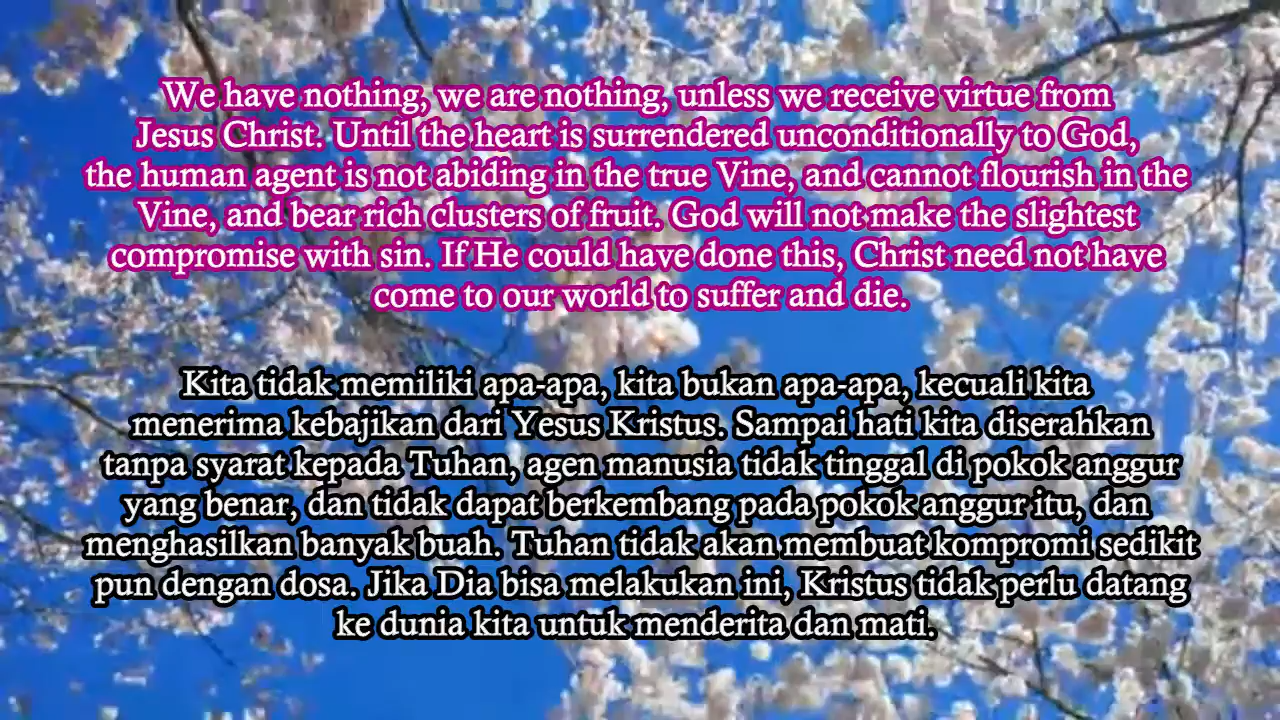 We have nothing, we are nothing, unless we receive virtue from
Jesus Christ. Until the heart is surrendered unconditionally to God,
the human agent is not abiding in the true Vine, and cannot flourish in the
Vine, and bear rich clusters of fruit. God will not make the slightest
compromise with sin. If He could have done this, Christ need not have
come to our world to suffer and die.
Kita tidak memiliki apa-apa, kita bukan apa-apa, kecuali kita
menerima kebajikan dari Yesus Kristus. Sampai hati kita diserahkan
tanpa syarat kepada Tuhan, agen manusia tidak tinggal di pokok anggur
yang benar, dan tidak dapat berkembang pada pokok anggur itu, dan
menghasilkan banyak buah. Tuhan tidak akan membuat kompromi sedikit
pun dengan dosa. Jika Dia bisa melakukan ini, Kristus tidak perlu datang
ke dunia kita untuk menderita dan mati.